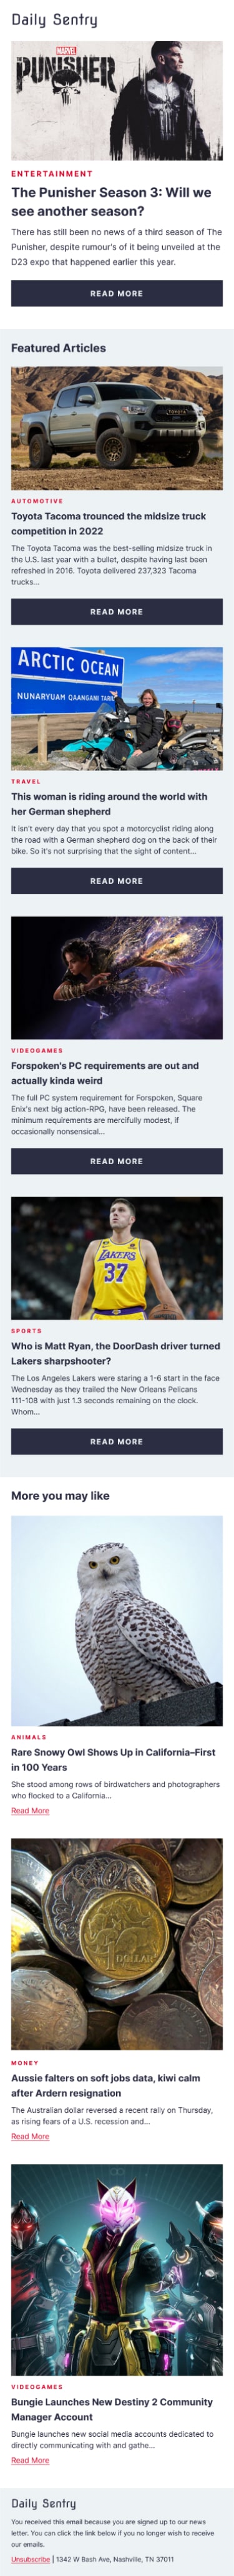 Daily Sentry
MARVEL
PUNISHER
ENTERTAINMENT
The Punisher Season 3: Will we
see another season?
There has still been no news of a third season of The
Punisher, despite rumour's of it being unveiled at the
D23 expo that happened earlier this year.
READ MORE
Featured Articles
TOYOTA
AUTOMOTIVE
Toyota Tacoma trounced the midsize truck
competition in 2022
The Toyota Tacoma was the best-selling midsize truck in
the U.S. last year with a bullet, despite having last been
refreshed in 2016. Toyota delivered 237,323 Tacoma
trucks...
READ MORE
ARCTIC OCEAN
NUNARYUAM QAANGANI
TRAVEL
This woman is riding around the world with
her German shepherd
It isn't every day that you spot a motorcyclist riding along
the road with a German shepherd dog on the back of their
bike. So it's not surprising that the sight of content...
READ MORE
VIDEOGAMES
Forspoken's PC requirements are out and
actually kinda weird
The full PC system requirement for Forspoken, Square
Enix's next big action-RPG, have been released. The
minimum requirements are mercifully modest, if
occasionally nonsensical...
READ MORE
LAKERS
37
SPORTS
Who is Matt Ryan, the DoorDash driver turned
Lakers sharpshooter?
The Los Angeles Lakers were staring a 1-6 start in the face
Wednesday as they trailed the New Orleans Pelicans
111-108 with just 1.3 seconds remaining on the clock.
Whom...
READ MORE
More you may like
ANIMALS
Rare Snowy Owl Shows Up in California–First
in 100 Years
She stood among rows of birdwatchers and photographers
who flocked to a California...
Read More
1 DOLLAR
MONEY
Aussie falters on soft jobs data, kiwi calm
after Ardern resignation
The Australian dollar reversed a recent rally on Thursday,
as rising fears of a U.S. recession and...
Read More
VIDEOGAMES
Bungie Launches New Destiny 2 Community
Manager Account
Bungie launches new social media accounts dedicated to
directly communicating with and gathe...
Read More
Daily Sentry
You received this email because you are signed up to our news
letter. You can click the link below if you no longer wish to receive
our emails.
Unsubscribe | 1342 W Bash Ave, Nashville, TN 37011